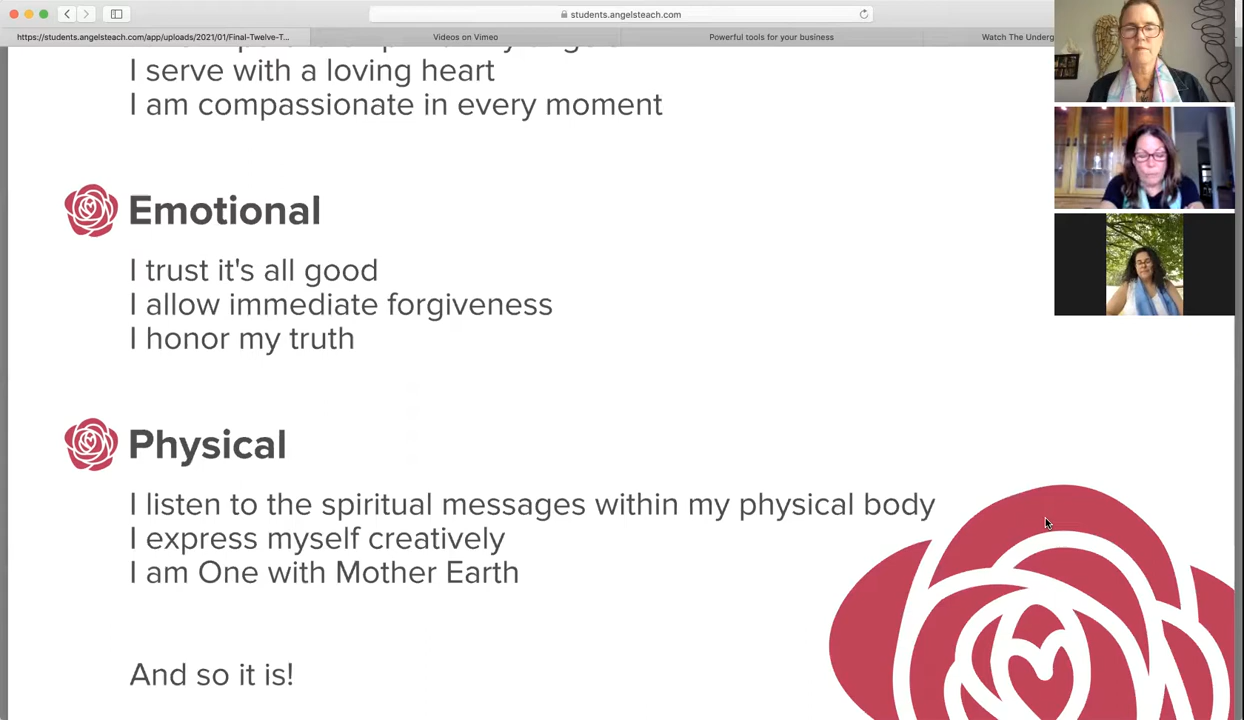 students.angelsteach.com
https://students.angelsteach.com/app/uploads/2021/01/Final-Twelve-T...
Videos on Vimeo
Powerful tools for your business
Watch The Underg
I serve with a loving heart
I am compassionate in every moment
Emotional
I trust it's all good
I allow immediate forgiveness
I honor my truth
Physical
I listen to the spiritual messages within my physical body
I express myself creatively
I am One with Mother Earth
And so it is!